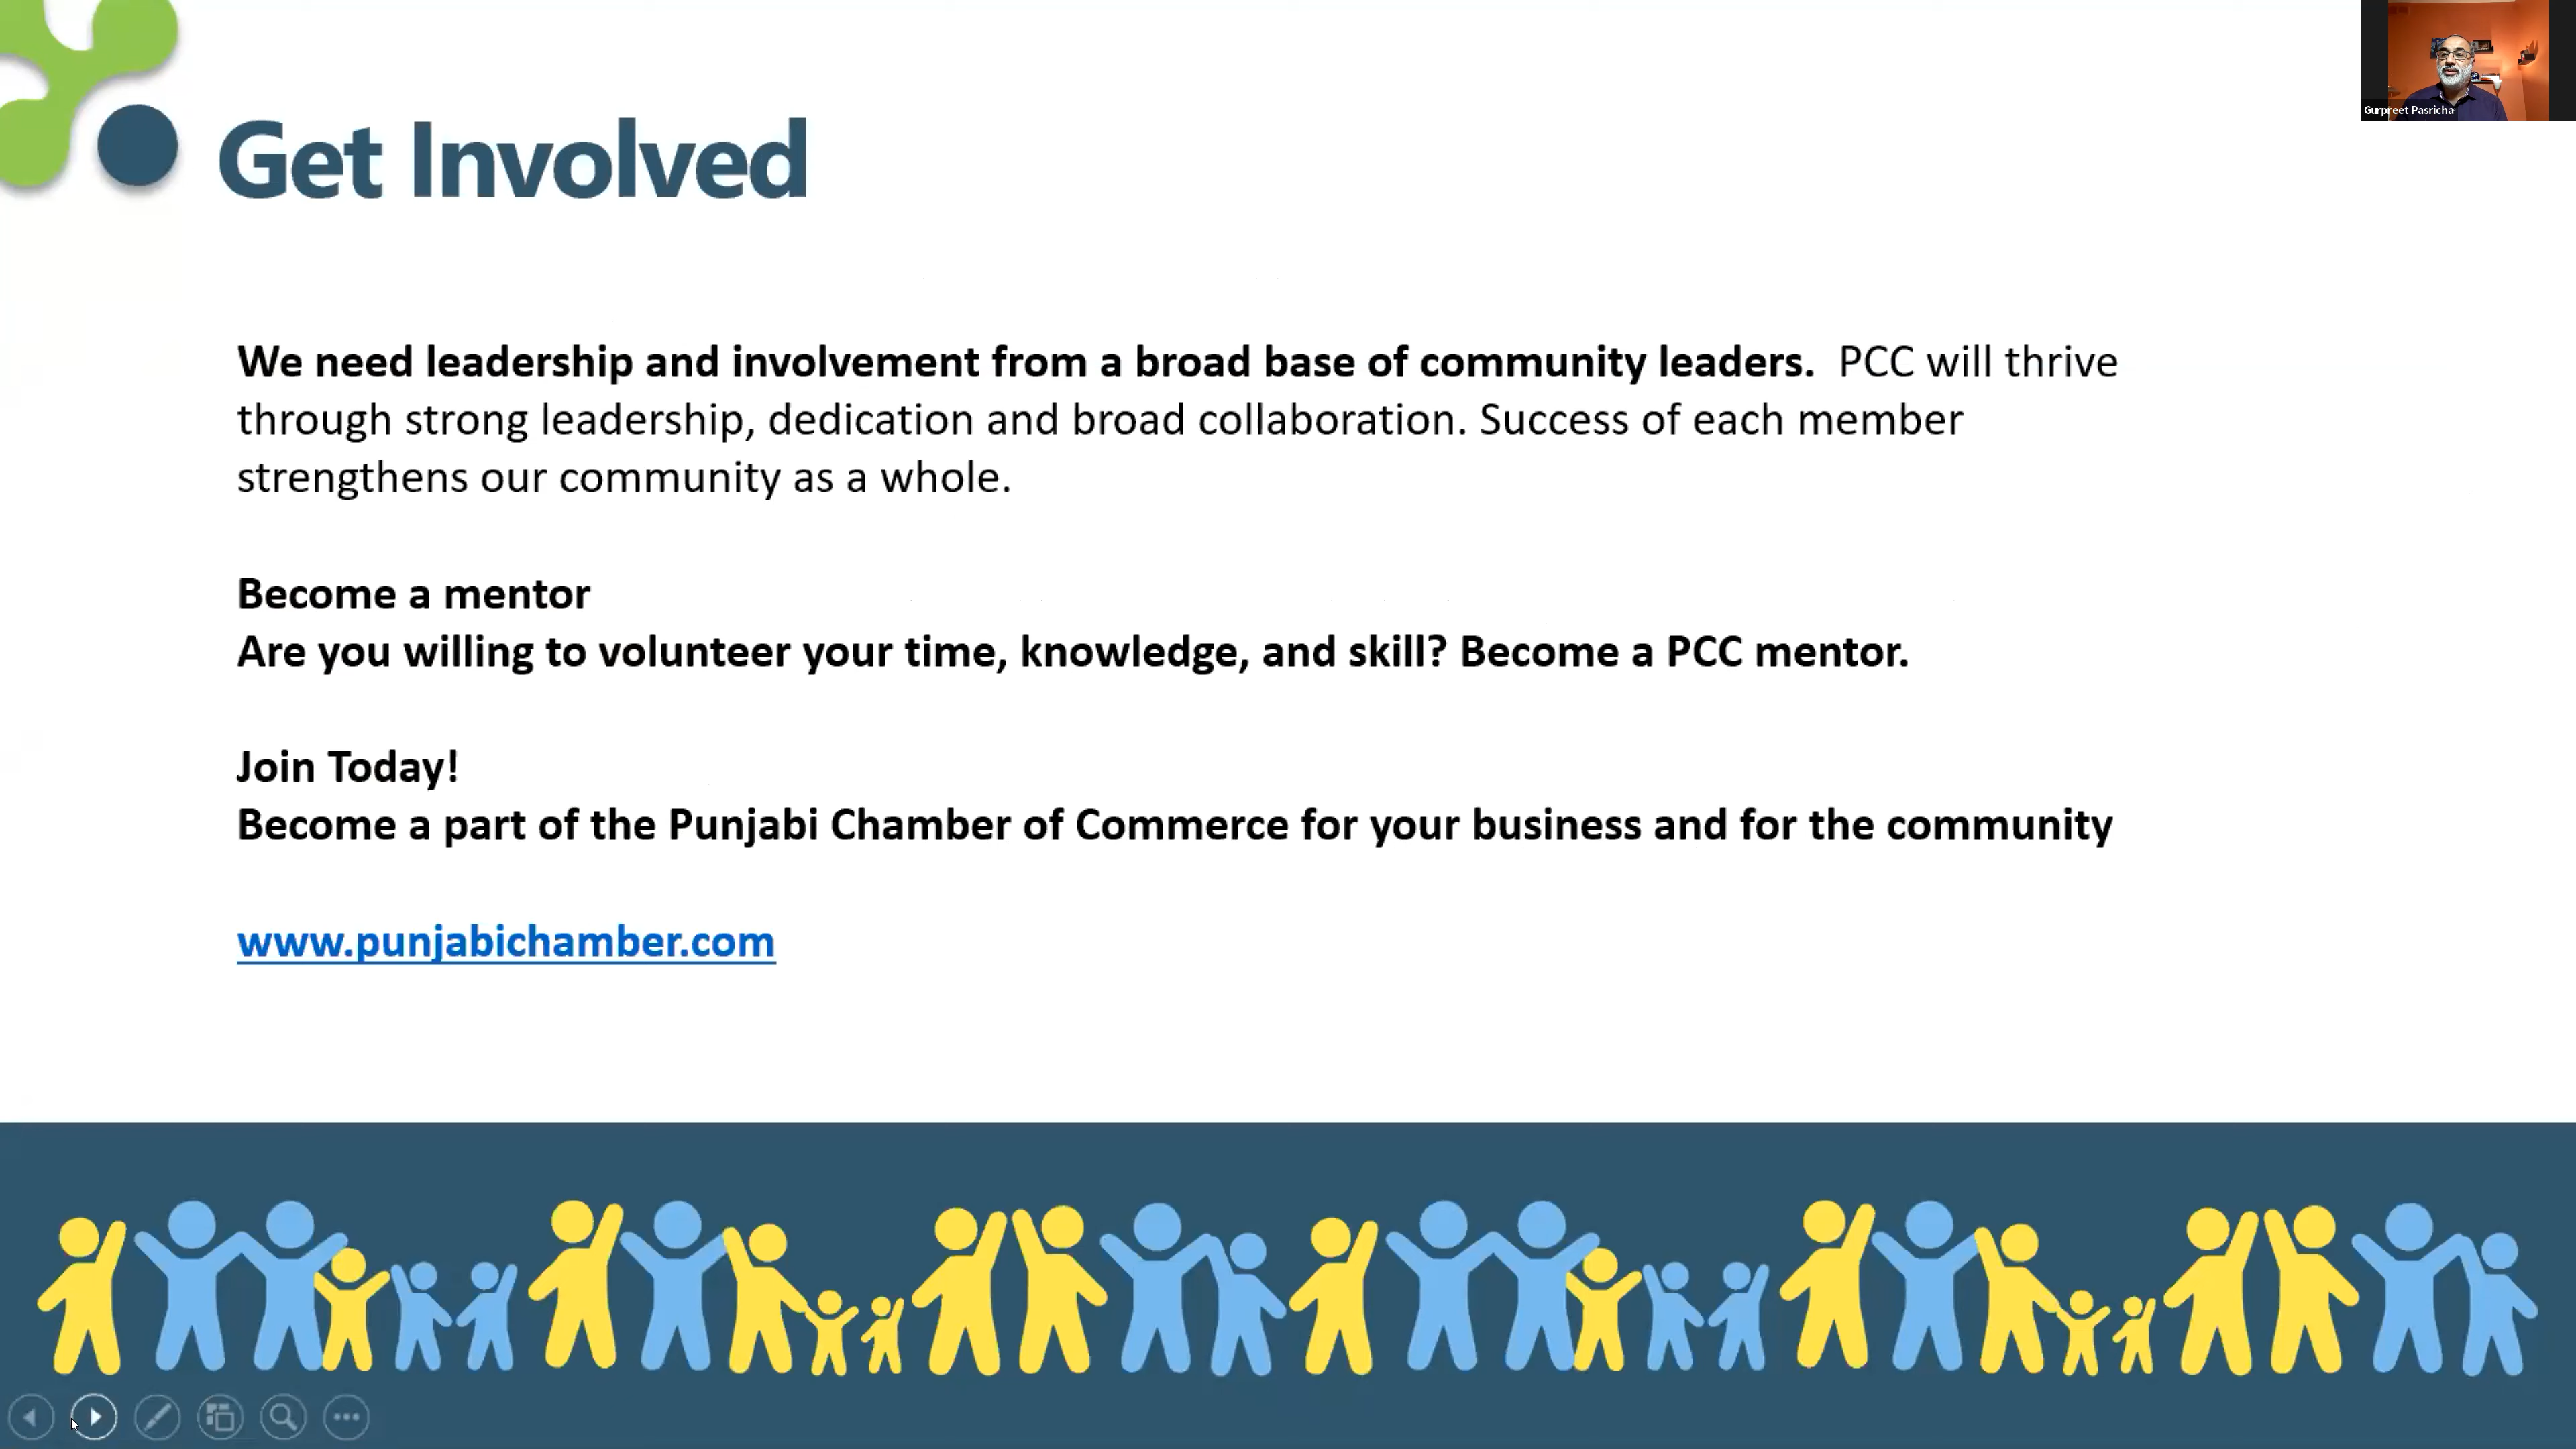 Gurpreet Pasricha
Get Involved
We need leadership and involvement from a broad base of community leaders.  PCC will thrive
through strong leadership, dedication and broad collaboration. Success of each member
strengthens our community as a whole.
Become a mentor
Are you willing to volunteer your time, knowledge, and skill? Become a PCC mentor.
Join Today!
Become a part of the Punjabi Chamber of Commerce for your business and for the community
www.punjabichamber.com